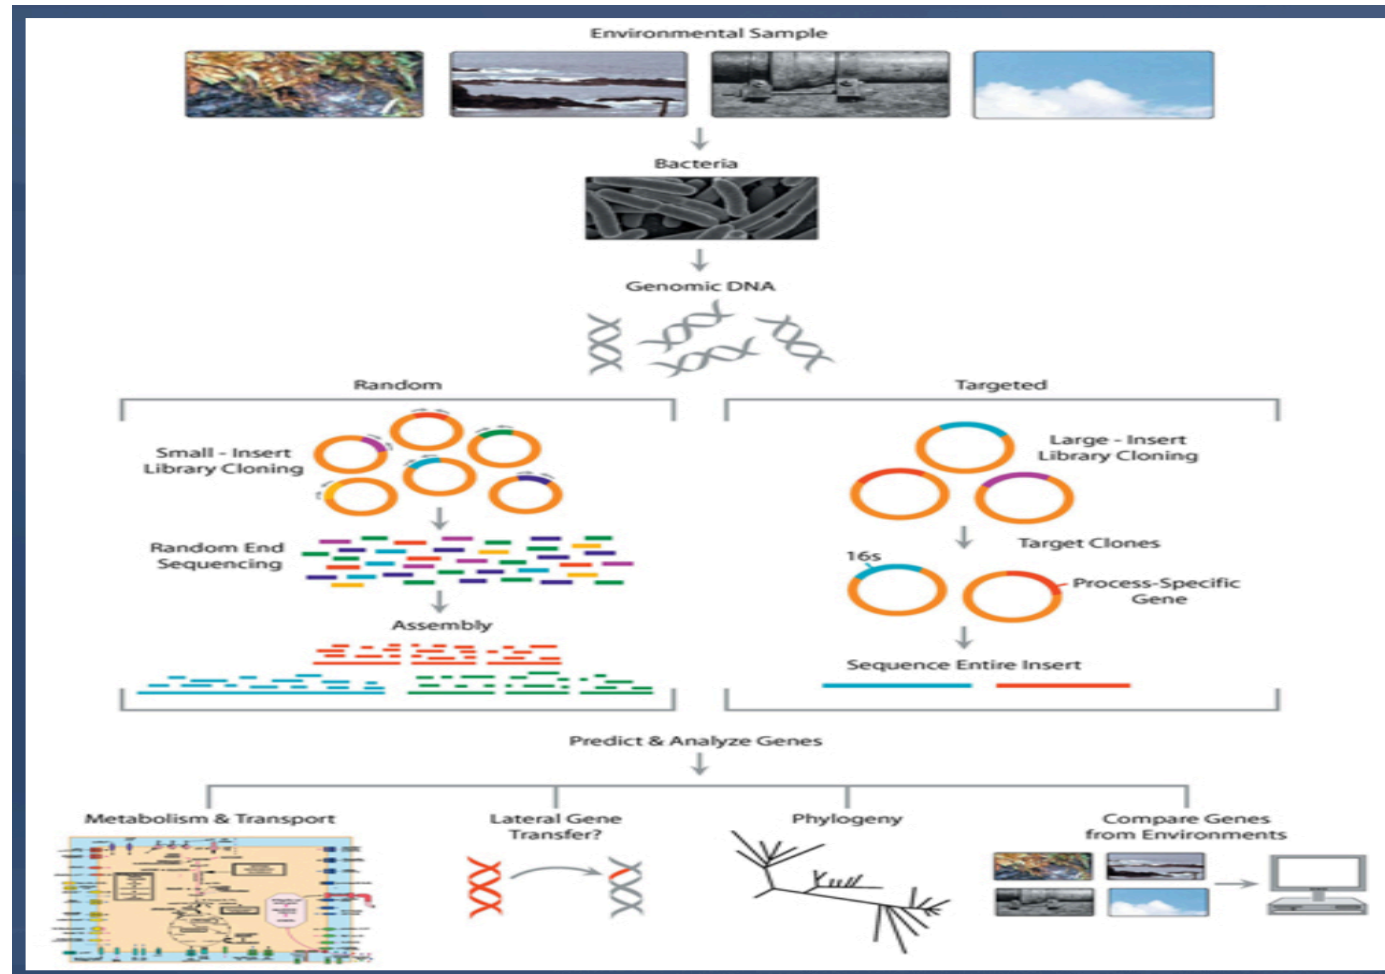 Environmental Sample
Bacteria
Genomic DNA
Random
Small - Insert
Library Cloning
Random End
Sequencing
Assembly
Targeted
Large - Insert
Library Cloning
Target Clones
16s
Process-Specific
Gene
Sequence Entire Insert
Predict & Analyze Genes
Metabolism & Transport
Lateral Gene
Transfer?
Phylogeny
Compare Genes
from Environments